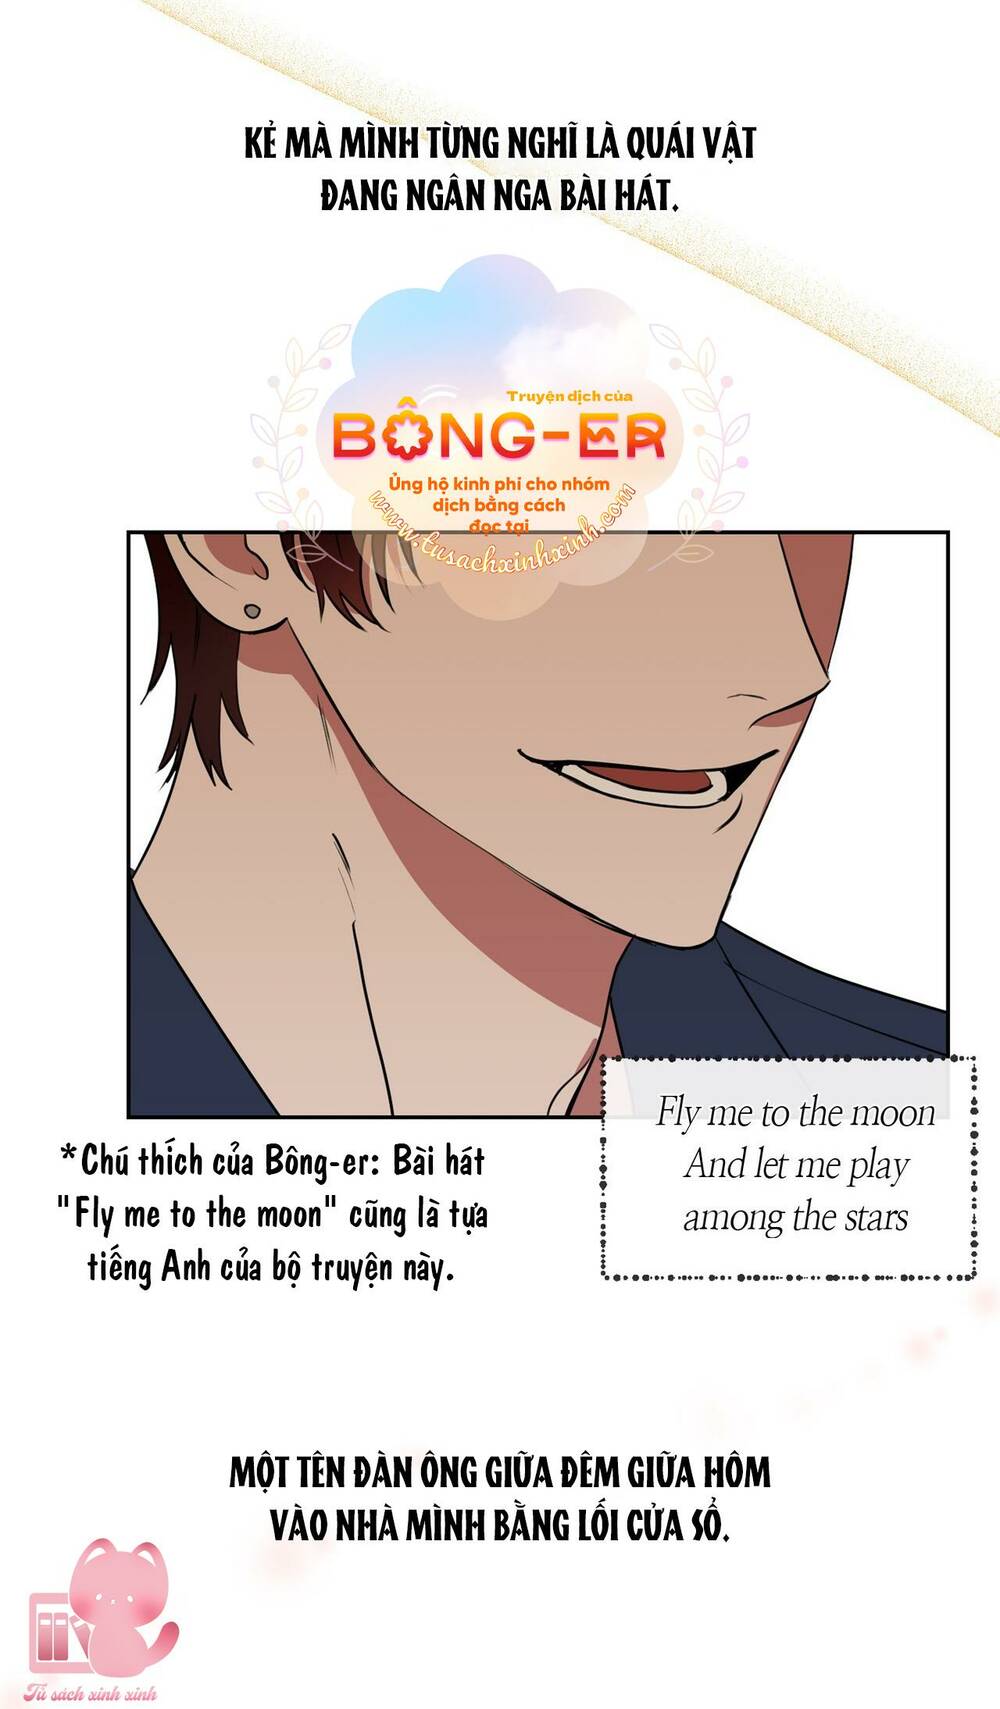 KẺ MÀ MÌNH TỪNG NGHĨ LÀ QUÁI VẬT
ĐANG NGÂN NGA BÀI HÁT.
Truyện dịch của
BÔNG-ER
Ủng hộ kinh phí cho nhóm
dịch bằng cách
đọc tại
www.tusachxinhxinh.com
Fly me to the moon
And let me play
among the stars
*Chú thích của Bông-er: Bài hát
"Fly me to the moon" cũng là tựa
tiếng Anh của bộ truyện này.
MỘT TÊN ĐÀN ÔNG GIỮA ĐÊM GIỮA HÔM
VÀO NHÀ MÌNH BẰNG LỐI CỬA SỔ.
Tủ sách xinh xinh